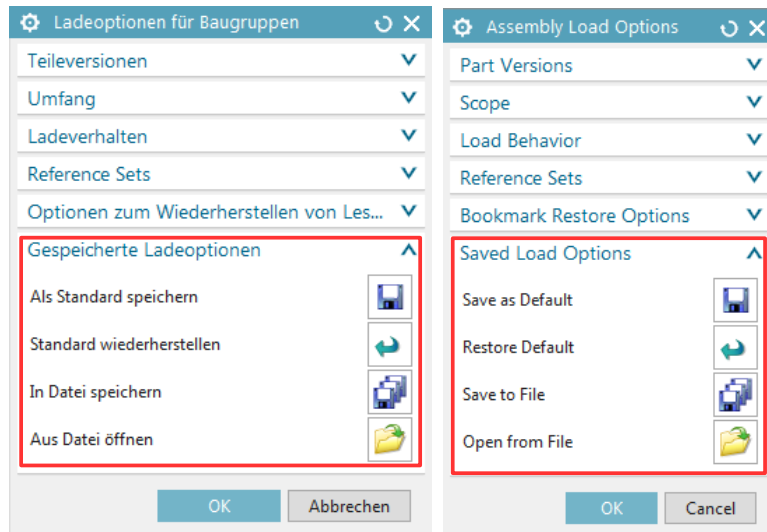 Ladeoptionen für Baugruppen
Teileversionen
Umfang
Ladeverhalten
Reference Sets
Optionen zum Wiederherstellen von Les...
Gespeicherte Ladeoptionen
Als Standard speichern
Standard wiederherstellen
In Datei speichern
Aus Datei öffnen
OK
Abbrechen
Assembly Load Options
Part Versions
Scope
Load Behavior
Reference Sets
Bookmark Restore Options
Saved Load Options
Save as Default
Restore Default
Save to File
Open from File
OK
Cancel